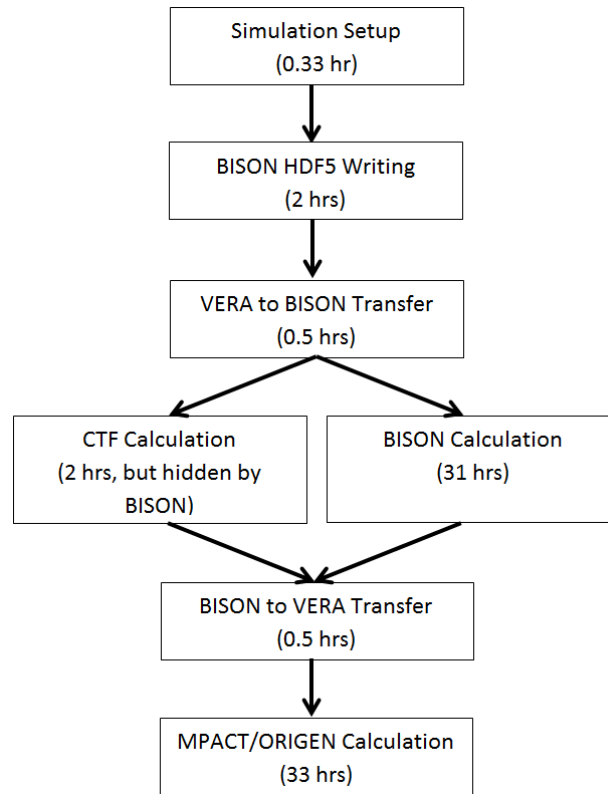 Simulation Setup
(0.33 hr)
BISON HDF5 Writing
(2 hrs)
VERA to BISON Transfer
(0.5 hrs)
CTF Calculation
(2 hrs, but hidden by
BISON)
BISON Calculation
(31 hrs)
BISON to VERA Transfer
(0.5 hrs)
MPACT/ORIGEN Calculation
(33 hrs)